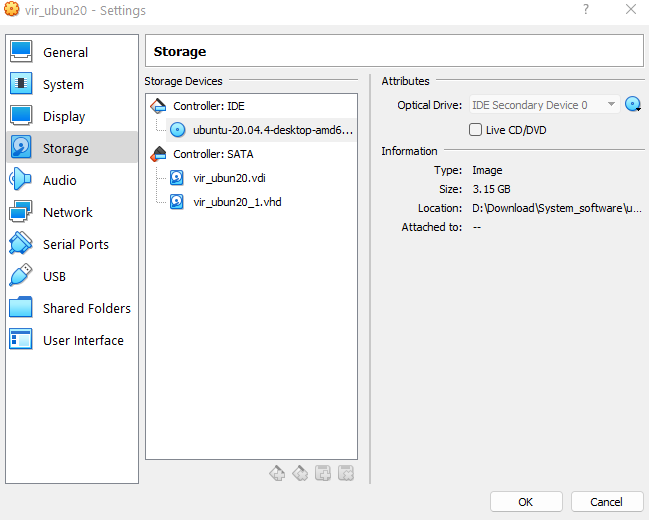 vir_ubun20 - Settings
?
General
System
Display
Storage
Audio
Network
Serial Ports
USB
Shared Folders
User Interface
Storage
Storage Devices
Controller: IDE
ubuntu-20.04.4-desktop-amd6...
Controller: SATA
vir_ubun20.vdi
vir_ubun20_1.vhd
Attributes
Optical Drive: IDE Secondary Device 0
Live CD/DVD
Information
Type: Image
Size: 3.15 GB
Location: D:\Download\System_software\u...
Attached to: --
OK
Cancel